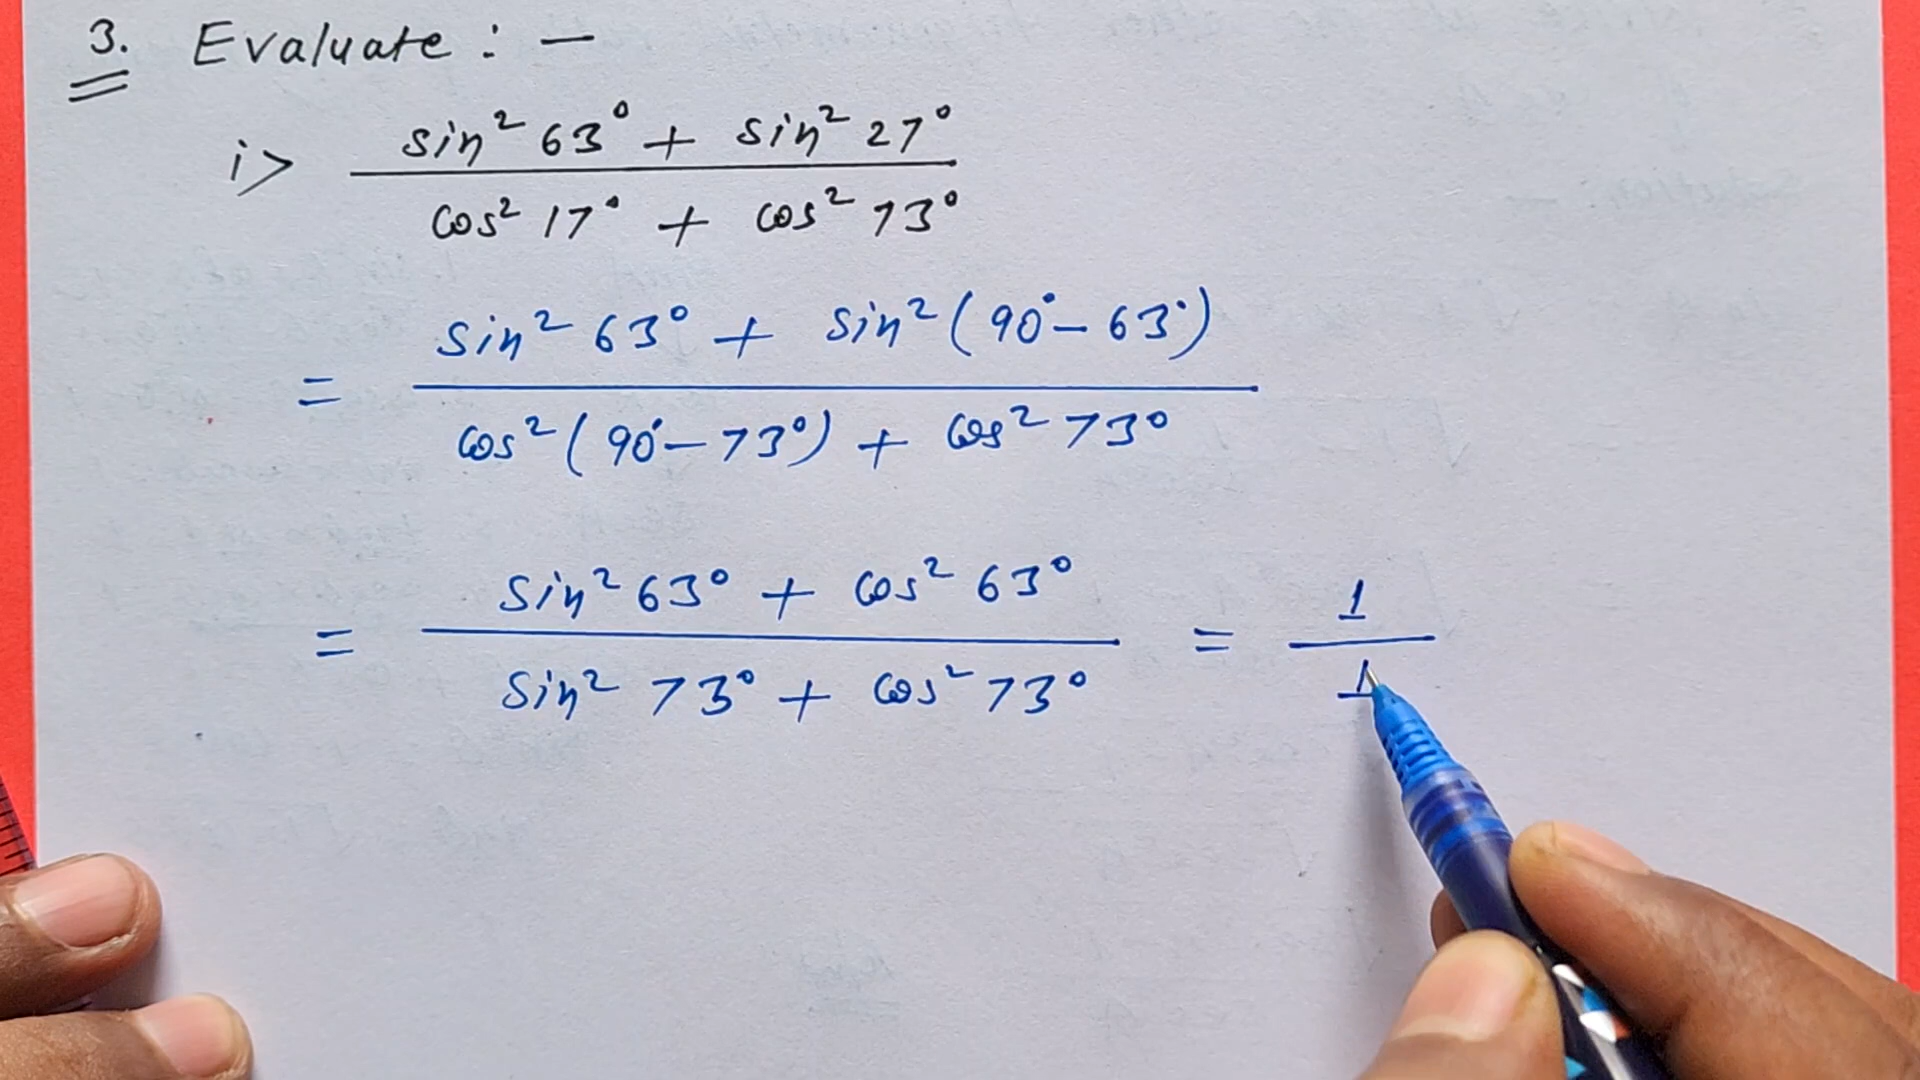 3. Evaluate : —
i> sin² 63° + sin² 27°
cos² 17° + cos² 73°
= sin² 63° + sin² (90° – 63°)
cos² (90° – 73°) + cos² 73°
= sin² 63° + cos² 63° = 1
sin² 73° + cos² 73° 1